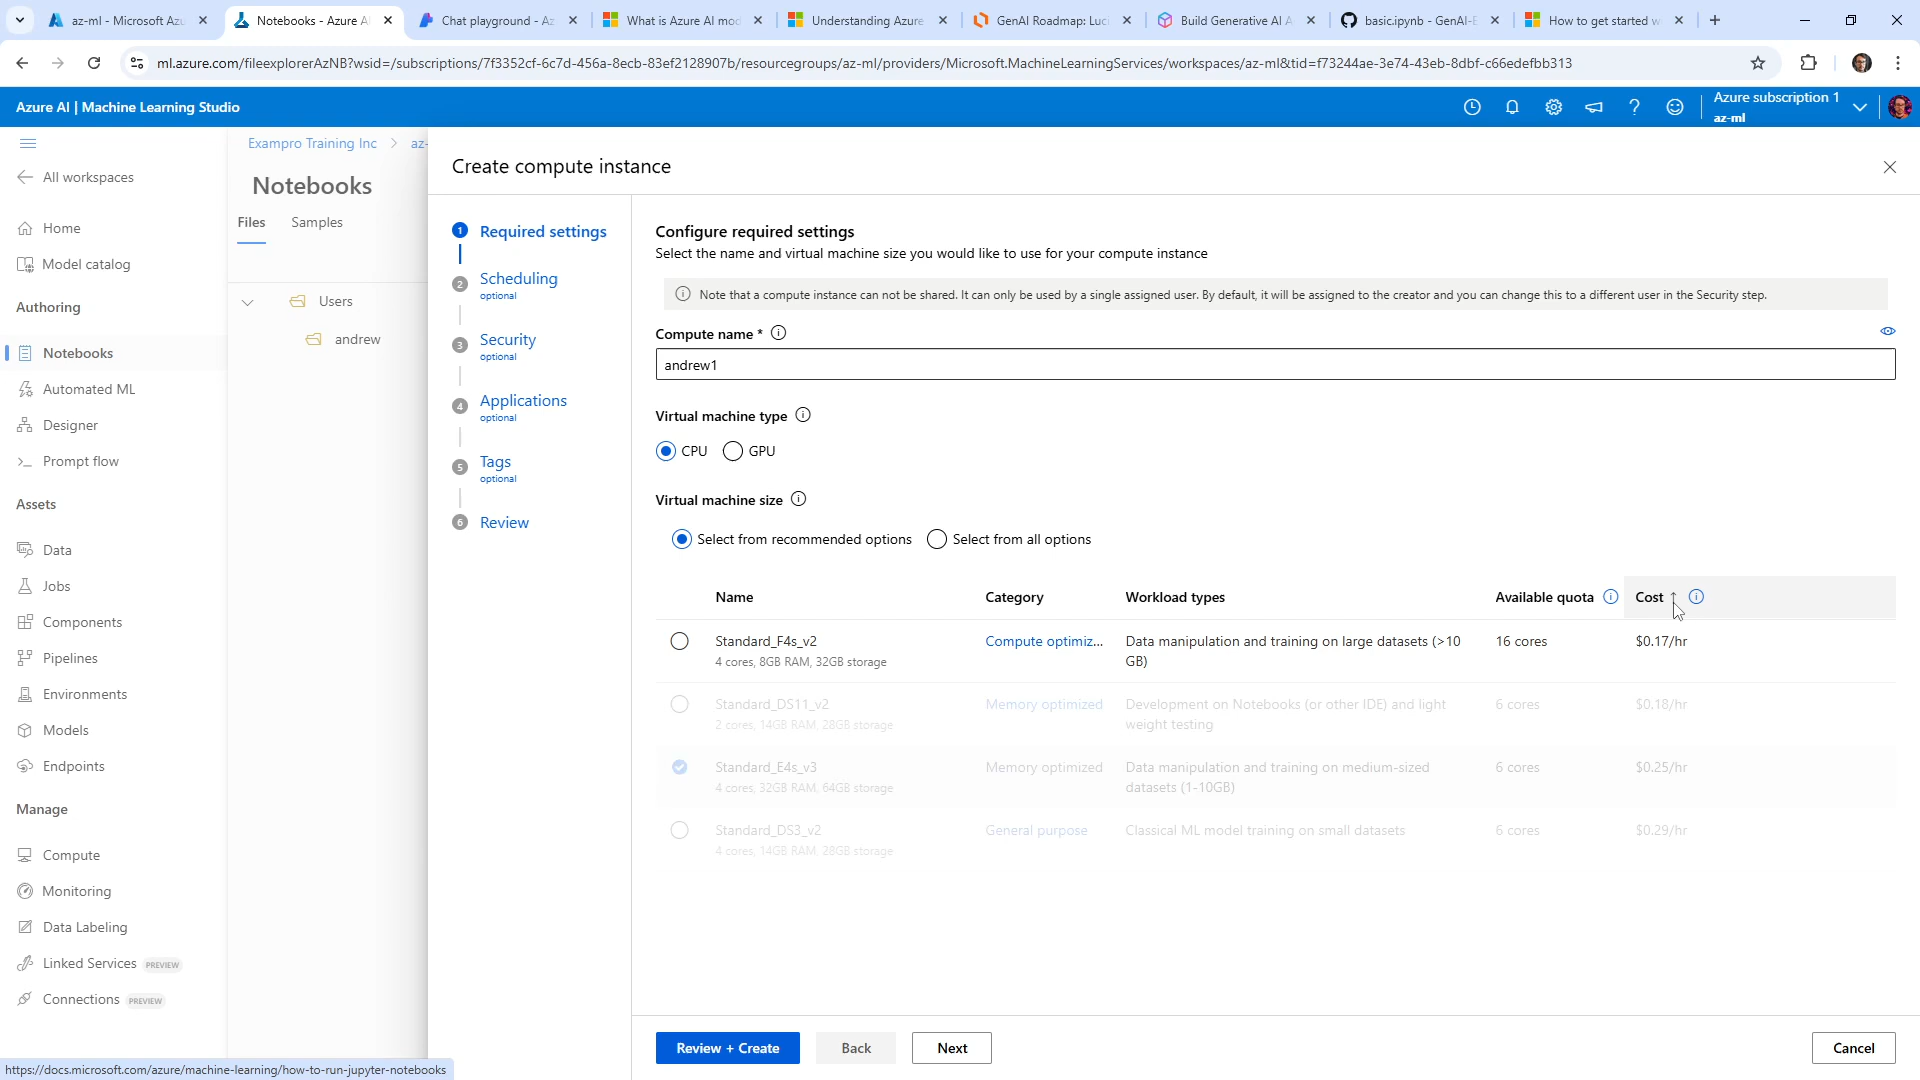 az-ml - Microsoft Azu
Notebooks - Azure AI
Chat playground - Az
What is Azure AI mod
Understanding Azure
GenAI Roadmap: Luci
Build Generative AI A
basic.ipynb - GenAI-E
How to get started w
ml.azure.com/fileexplorerAzNB?wsid=/subscriptions/7f3352cf-6c7d-456a-8ecb-83ef2128907b/resourcegroups/az-ml/providers/Microsoft.MachineLearningServices/workspaces/az-ml&tid=f73244ae-3e74-43eb-8dbf-c66edefbb313
Azure AI | Machine Learning Studio
Azure subscription 1
az-ml
All workspaces
Home
Model catalog
Authoring
Notebooks
Automated ML
Designer
Prompt flow
Assets
Data
Jobs
Components
Pipelines
Environments
Models
Endpoints
Manage
Compute
Monitoring
Data Labeling
Linked Services PREVIEW
Connections PREVIEW
Exampro Training Inc > az-
Notebooks
Files
Samples
Users
andrew
Create compute instance
1 Required settings
2 Scheduling
optional
3 Security
optional
4 Applications
optional
5 Tags
optional
6 Review
Configure required settings
Select the name and virtual machine size you would like to use for your compute instance
Note that a compute instance can not be shared. It can only be used by a single assigned user. By default, it will be assigned to the creator and you can change this to a different user in the Security step.
Compute name *
andrew1
Virtual machine type
CPU
GPU
Virtual machine size
Select from recommended options
Select from all options
Name Category Workload types Available quota Cost ↑
Standard_F4s_v2 Compute optimiz... Data manipulation and training on large datasets (>10 16 cores $0.17/hr
4 cores, 8GB RAM, 32GB storage GB)
Standard_DS11_v2 Memory optimized Development on Notebooks (or other IDE) and light 6 cores $0.18/hr
2 cores, 14GB RAM, 28GB storage weight testing
Standard_E4s_v3 Memory optimized Data manipulation and training on medium-sized 6 cores $0.25/hr
4 cores, 32GB RAM, 64GB storage datasets (1-10GB)
Standard_DS3_v2 General purpose Classical ML model training on small datasets 6 cores $0.29/hr
4 cores, 14GB RAM, 28GB storage
Review + Create
Back
Next
Cancel
https://docs.microsoft.com/azure/machine-learning/how-to-run-jupyter-notebooks